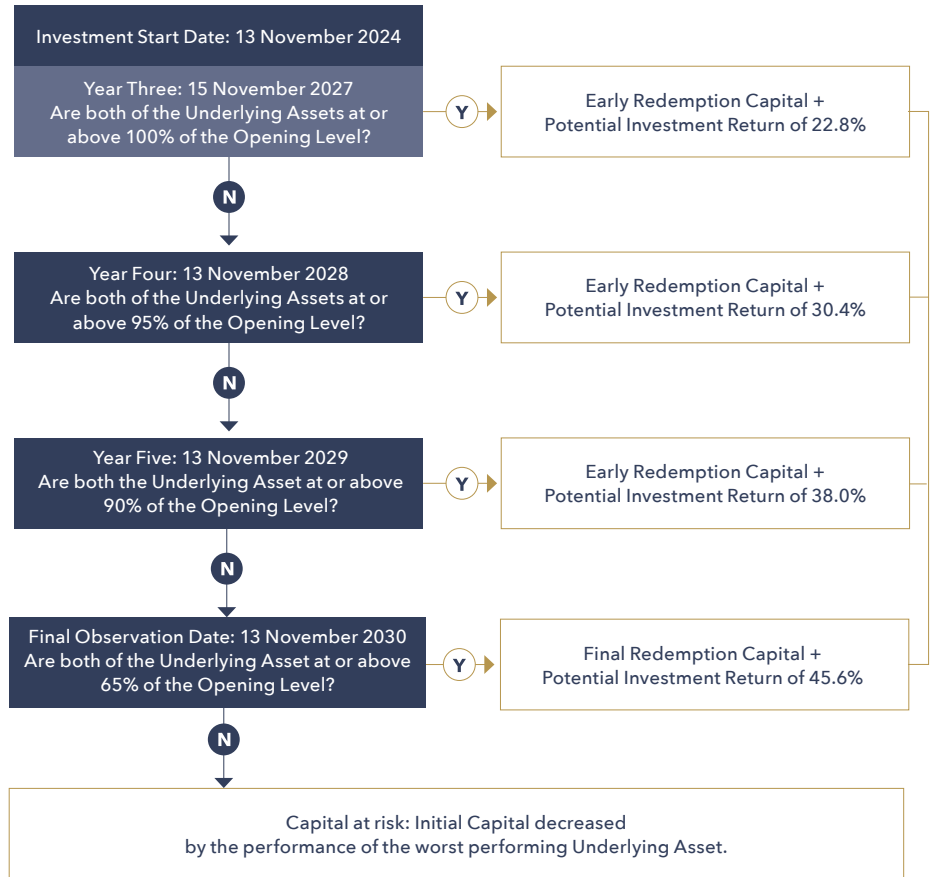 Investment Start Date: 13 November 2024
Year Three: 15 November 2027
Are both of the Underlying Assets at or
above 100% of the Opening Level?
Y
Early Redemption Capital +
Potential Investment Return of 22.8%
N
Year Four: 13 November 2028
Are both of the Underlying Assets at or
above 95% of the Opening Level?
Y
Early Redemption Capital +
Potential Investment Return of 30.4%
N
Year Five: 13 November 2029
Are both the Underlying Asset at or above
90% of the Opening Level?
Y
Early Redemption Capital +
Potential Investment Return of 38.0%
N
Final Observation Date: 13 November 2030
Are both of the Underlying Asset at or above
65% of the Opening Level?
Y
Final Redemption Capital +
Potential Investment Return of 45.6%
N
Capital at risk: Initial Capital decreased
by the performance of the worst performing Underlying Asset.